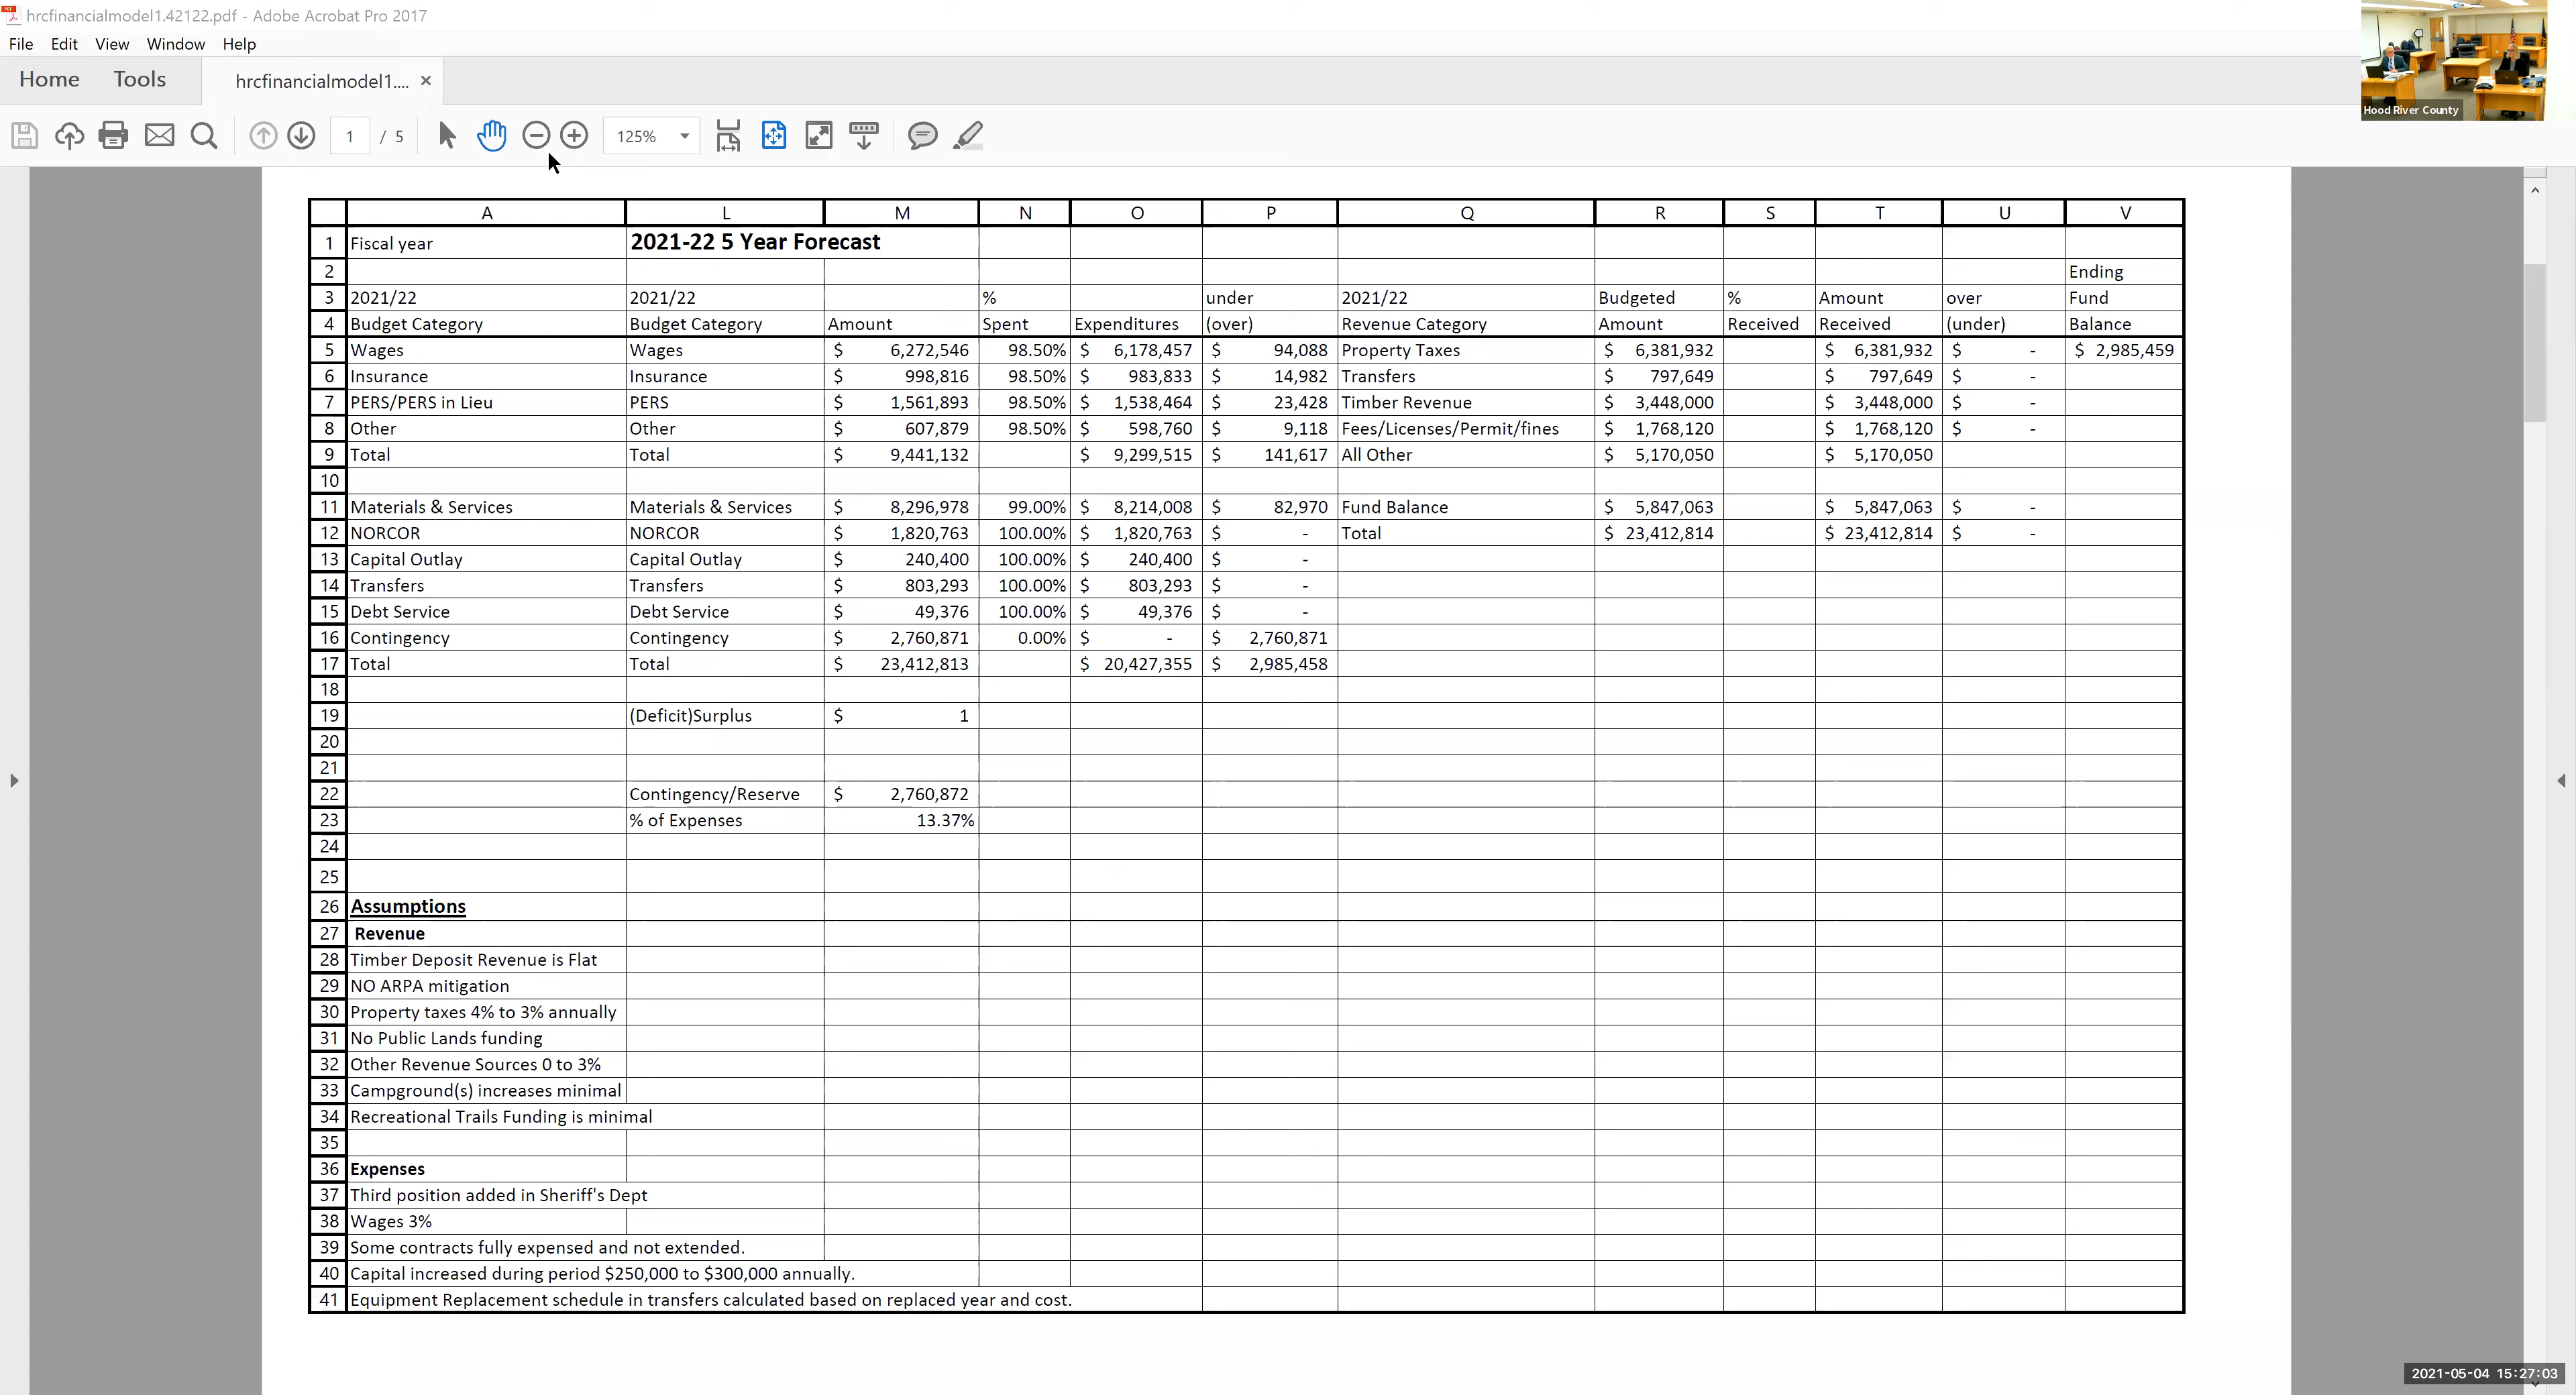 hrcfinancialmodel1.42122.pdf - Adobe Acrobat Pro 2017
File Edit View Window Help
Home Tools hrcfinancialmodel1.... ×
1 / 5 125%
Hood River County
A L M N O P Q R S T U V
1 Fiscal year 2021-22 5 Year Forecast
2 Ending
3 2021/22 2021/22 % under 2021/22 Budgeted % Amount over Fund
4 Budget Category Budget Category Amount Spent Expenditures (over) Revenue Category Amount Received Received (under) Balance
5 Wages Wages $ 6,272,546 98.50% $ 6,178,457 $ 94,088 Property Taxes $ 6,381,932 $ 6,381,932 $ - $ 2,985,459
6 Insurance Insurance $ 998,816 98.50% $ 983,833 $ 14,982 Transfers $ 797,649 $ 797,649 $ -
7 PERS/PERS in Lieu PERS $ 1,561,893 98.50% $ 1,538,464 $ 23,428 Timber Revenue $ 3,448,000 $ 3,448,000 $ -
8 Other Other $ 607,879 98.50% $ 598,760 $ 9,118 Fees/Licenses/Permit/fines $ 1,768,120 $ 1,768,120 $ -
9 Total Total $ 9,441,132 $ 9,299,515 $ 141,617 All Other $ 5,170,050 $ 5,170,050
10
11 Materials & Services Materials & Services $ 8,296,978 99.00% $ 8,214,008 $ 82,970 Fund Balance $ 5,847,063 $ 5,847,063 $ -
12 NORCOR NORCOR $ 1,820,763 100.00% $ 1,820,763 $ - Total $ 23,412,814 $ 23,412,814 $ -
13 Capital Outlay Capital Outlay $ 240,400 100.00% $ 240,400 $ -
14 Transfers Transfers $ 803,293 100.00% $ 803,293 $ -
15 Debt Service Debt Service $ 49,376 100.00% $ 49,376 $ -
16 Contingency Contingency $ 2,760,871 0.00% $ - $ 2,760,871
17 Total Total $ 23,412,813 $ 20,427,355 $ 2,985,458
18
19 (Deficit)Surplus $ 1
20
21
22 Contingency/Reserve $ 2,760,872
23 % of Expenses 13.37%
24
25
26 Assumptions
27 Revenue
28 Timber Deposit Revenue is Flat
29 NO ARPA mitigation
30 Property taxes 4% to 3% annually
31 No Public Lands funding
32 Other Revenue Sources 0 to 3%
33 Campground(s) increases minimal
34 Recreational Trails Funding is minimal
35
36 Expenses
37 Third position added in Sheriff's Dept
38 Wages 3%
39 Some contracts fully expensed and not extended.
40 Capital increased during period $250,000 to $300,000 annually.
41 Equipment Replacement schedule in transfers calculated based on replaced year and cost.
2021-05-04 15:27:03